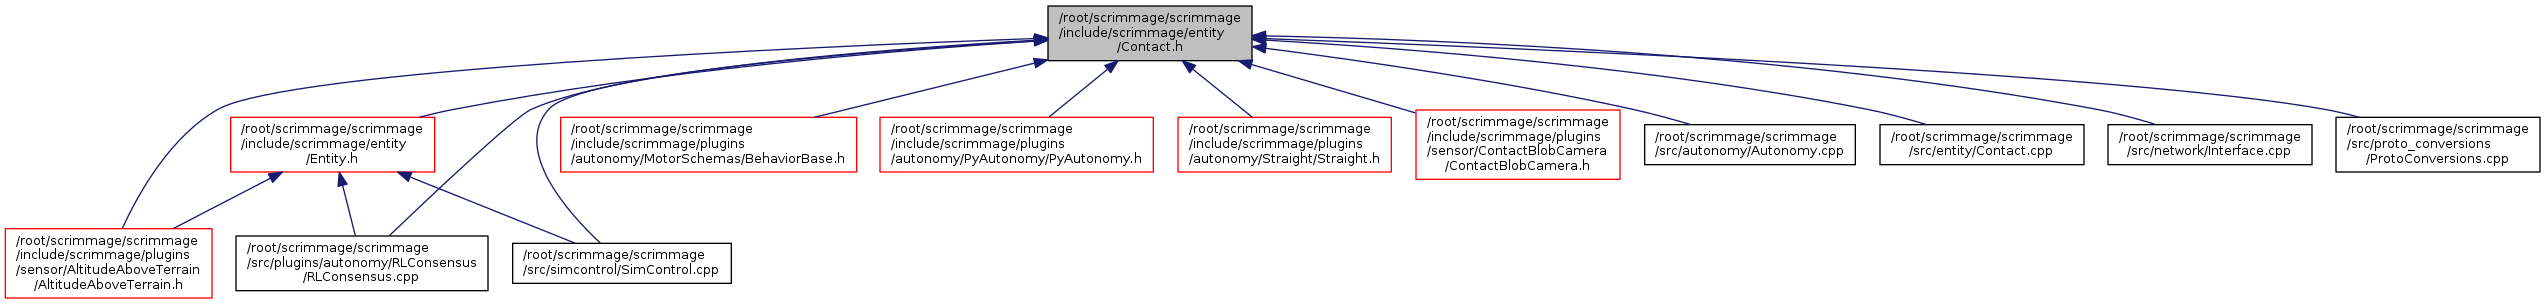 /root/scrimmage/scrimmage
/include/scrimmage/entity
/Contact.h
/root/scrimmage/scrimmage
/include/scrimmage/entity
/Entity.h
/root/scrimmage/scrimmage
/include/scrimmage/plugins
/autonomy/MotorSchemas/BehaviorBase.h
/root/scrimmage/scrimmage
/include/scrimmage/plugins
/autonomy/PyAutonomy/PyAutonomy.h
/root/scrimmage/scrimmage
/include/scrimmage/plugins
/autonomy/Straight/Straight.h
/root/scrimmage/scrimmage
/include/scrimmage/plugins
/sensor/ContactBlobCamera
/ContactBlobCamera.h
/root/scrimmage/scrimmage
/src/autonomy/Autonomy.cpp
/root/scrimmage/scrimmage
/src/entity/Contact.cpp
/root/scrimmage/scrimmage
/src/network/Interface.cpp
/root/scrimmage/scrimmage
/src/proto_conversions
/ProtoConversions.cpp
/root/scrimmage/scrimmage
/include/scrimmage/plugins
/sensor/AltitudeAboveTerrain
/AltitudeAboveTerrain.h
/root/scrimmage/scrimmage
/src/plugins/autonomy/RLConsensus
/RLConsensus.cpp
/root/scrimmage/scrimmage
/src/simcontrol/SimControl.cpp